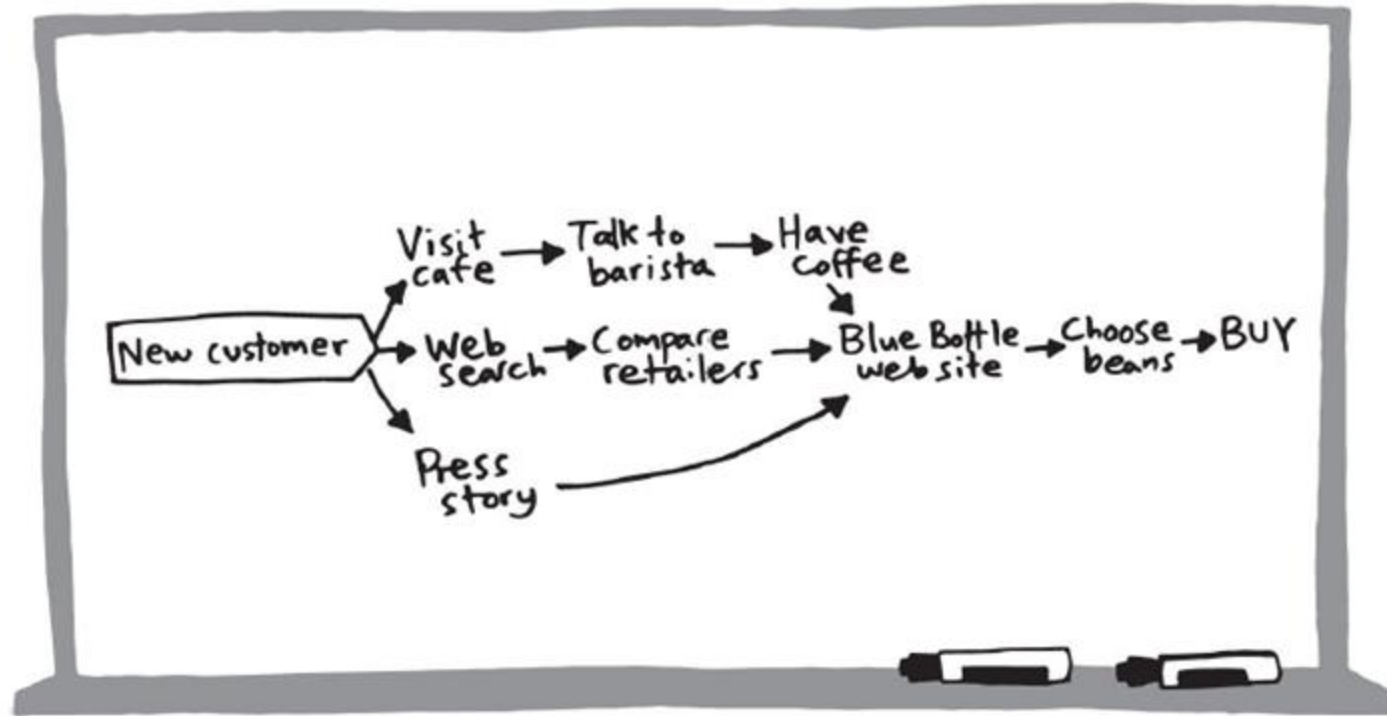 Visit
cafe
Talk to
barista
Have
coffee
New customer
Web
search
Compare
retailers
Blue Bottle
web site
Choose
beans
BUY
Press
story